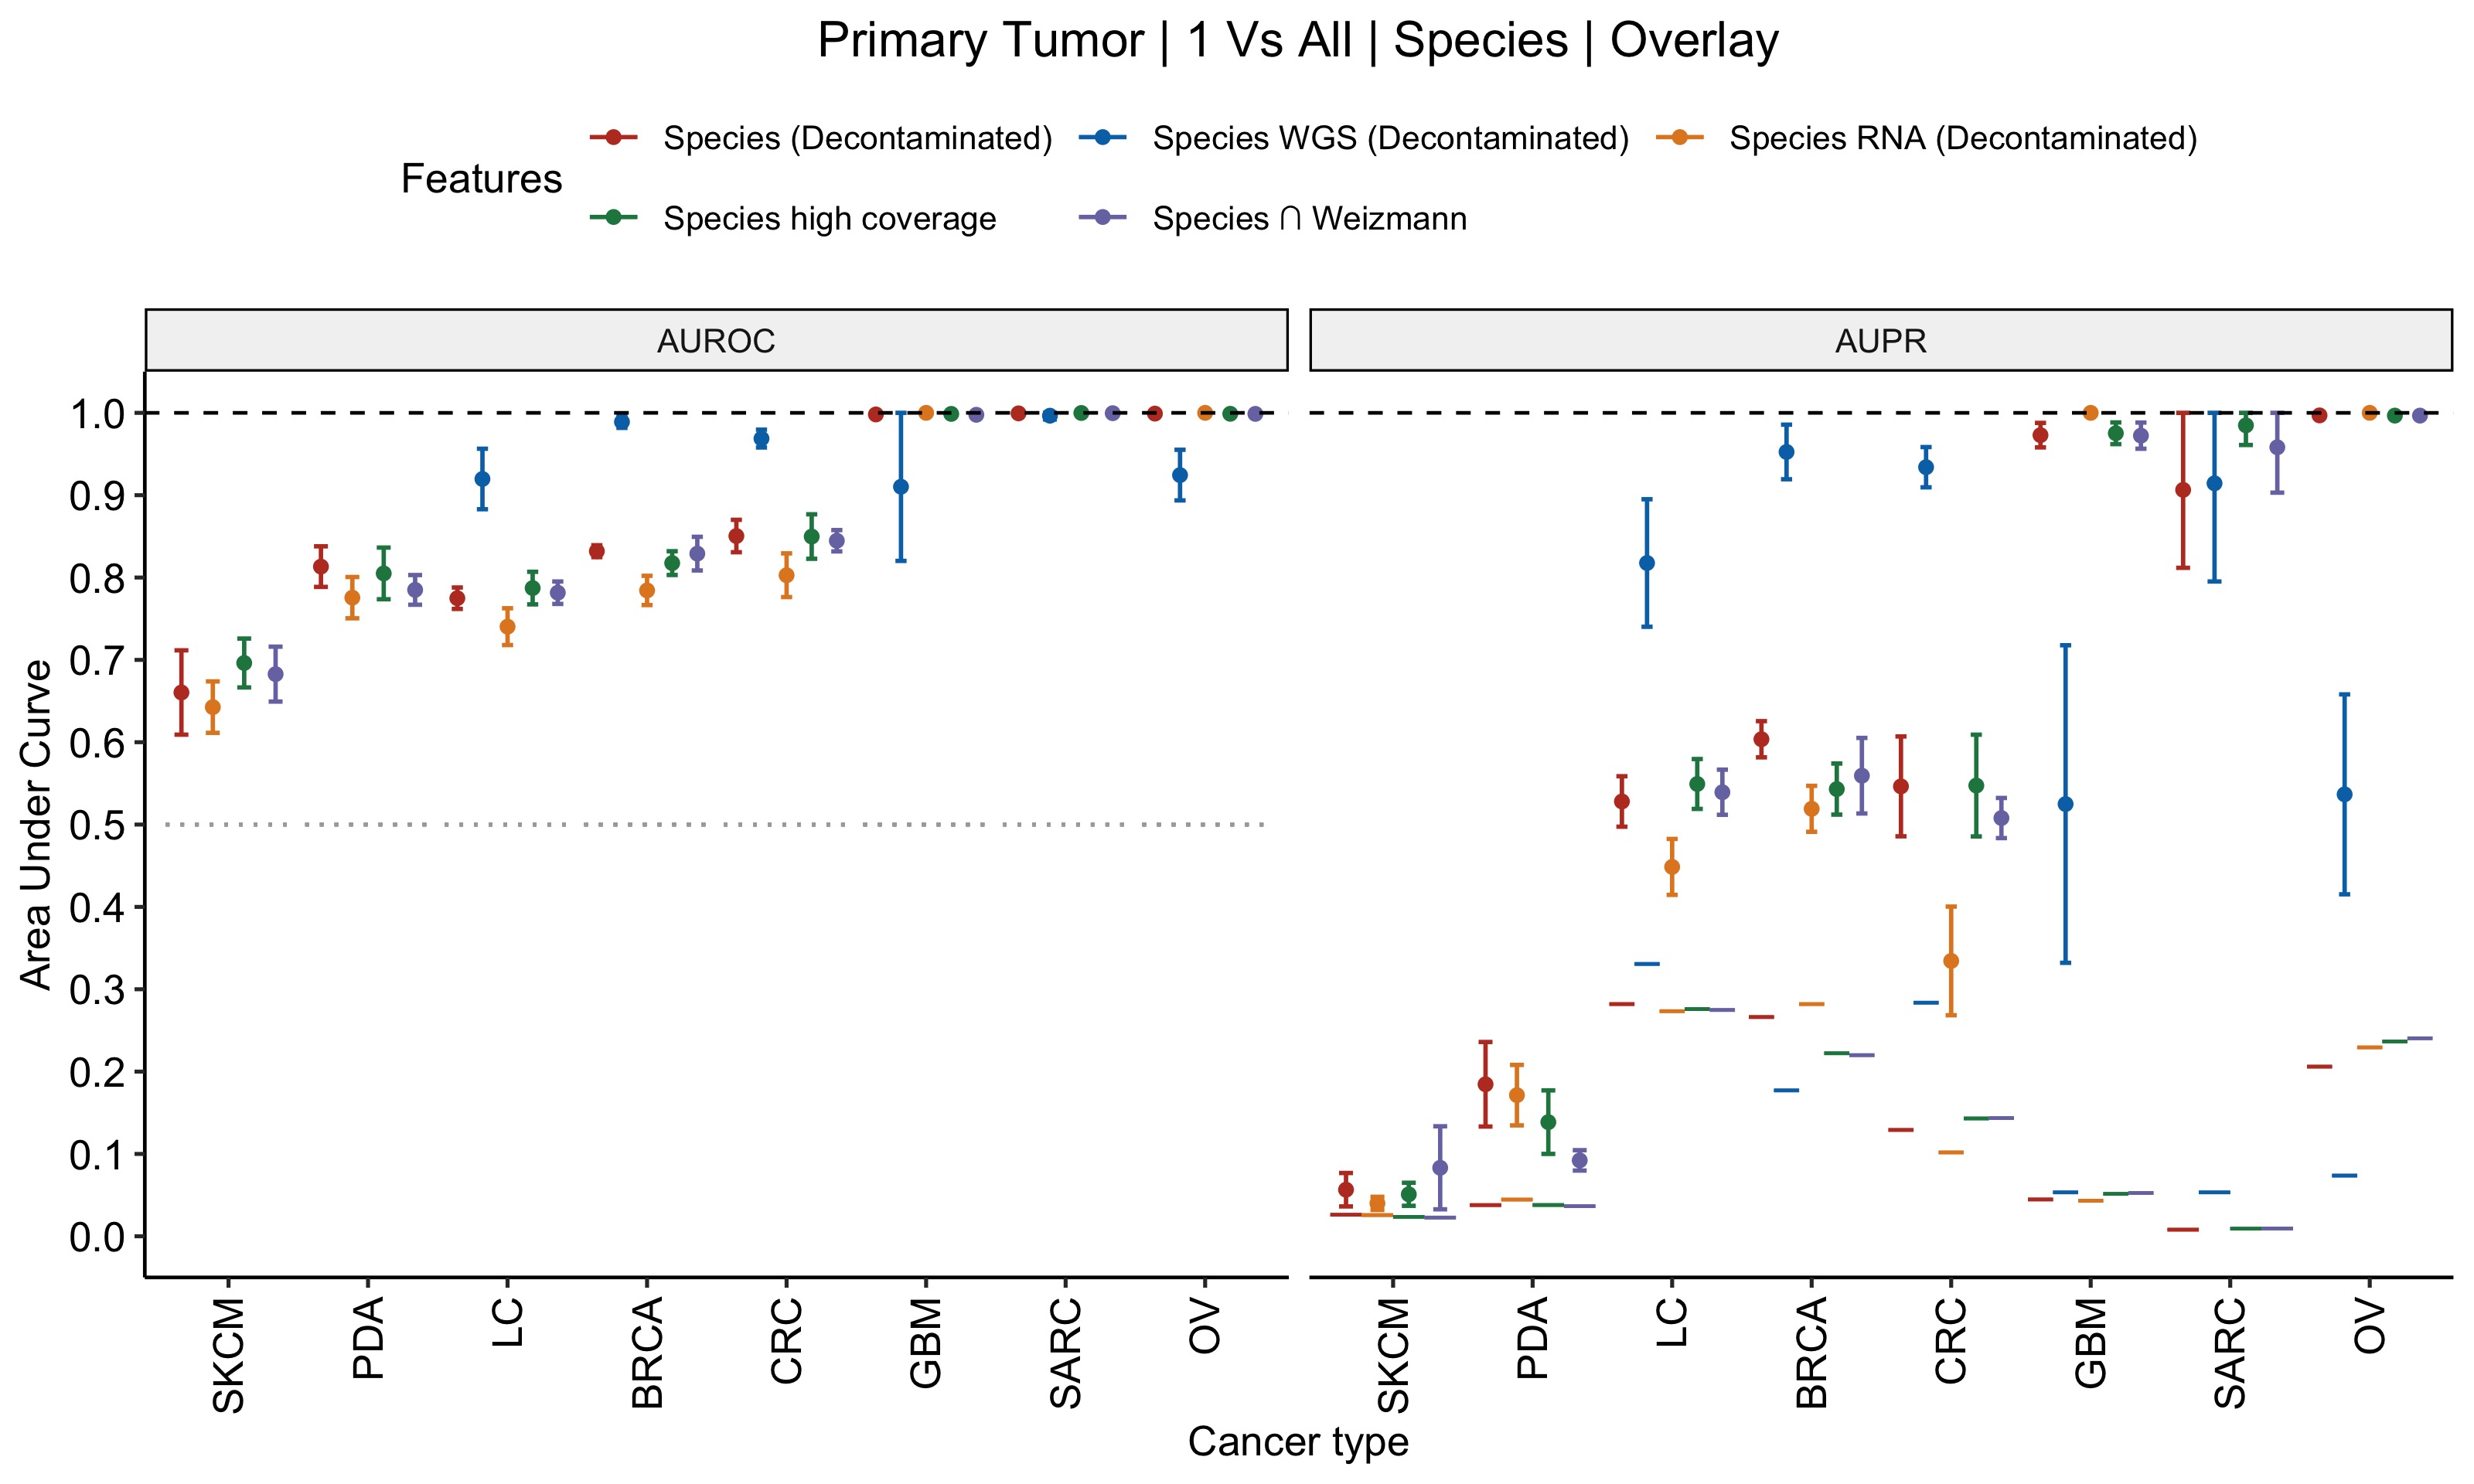 Primary Tumor | 1 Vs All | Species | Overlay
Features
Species (Decontaminated)
Species WGS (Decontaminated)
Species RNA (Decontaminated)
Species high coverage
Species ∩ Weizmann
AUROC
AUPR
Area Under Curve
1.0
0.9
0.8
0.7
0.6
0.5
0.4
0.3
0.2
0.1
0.0
SKCM
PDA
LC
BRCA
CRC
GBM
SARC
OV
SKCM
PDA
LC
BRCA
CRC
GBM
SARC
OV
Cancer type